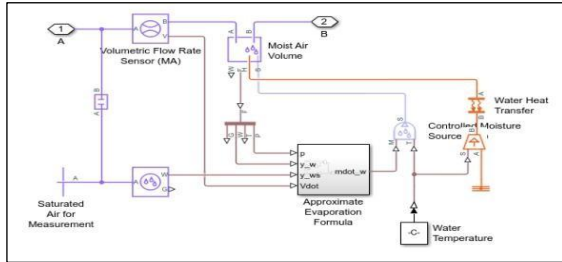 1
A
B
A
V
Volumetric Flow Rate
Sensor (MA)
A
B
Moist Air
Volume
2
B
W
F
H
S
B
A
F
G
W
T
P
p
y_w
y_ws
Vdot
mdot_w
Approximate
Evaporation
Formula
S
M
T
A
B
Water Heat
Transfer
Controlled Moisture
Source
B
S
A
A
Saturated
Air for
Measurement
A
W
G
-C-
Water
Temperature